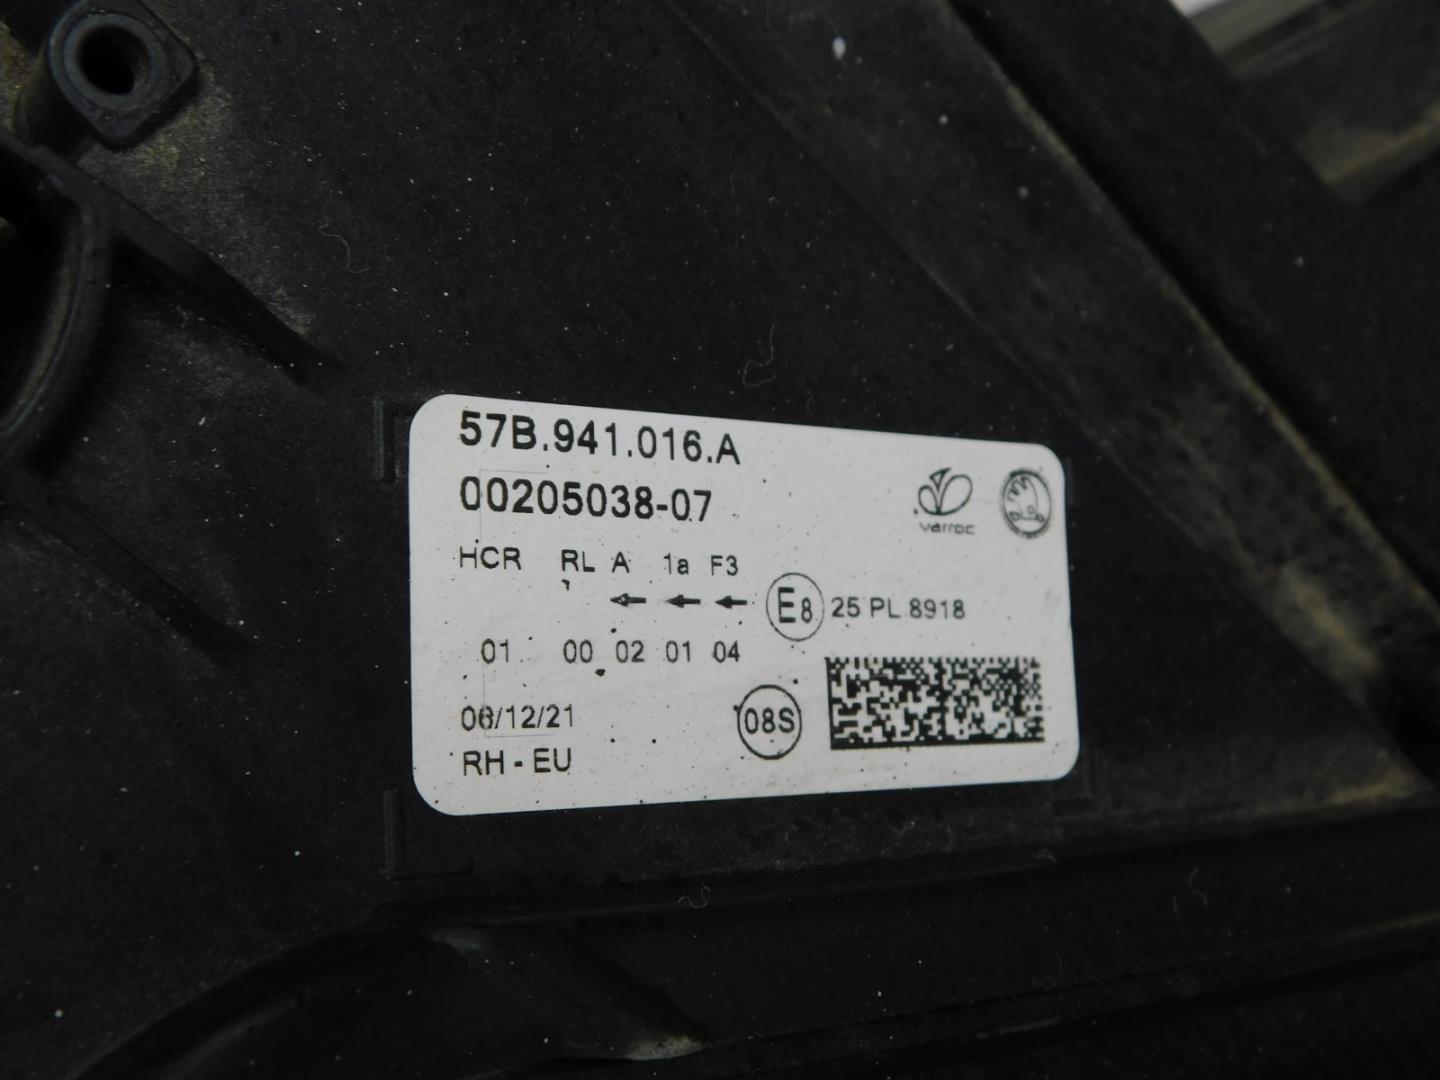 57B.941.016.A
00205038-07
varroc
HCR RL A 1a F3
E8 25 PL.8918
01 00 02 01 04
06/12/21
08S
RH - EU